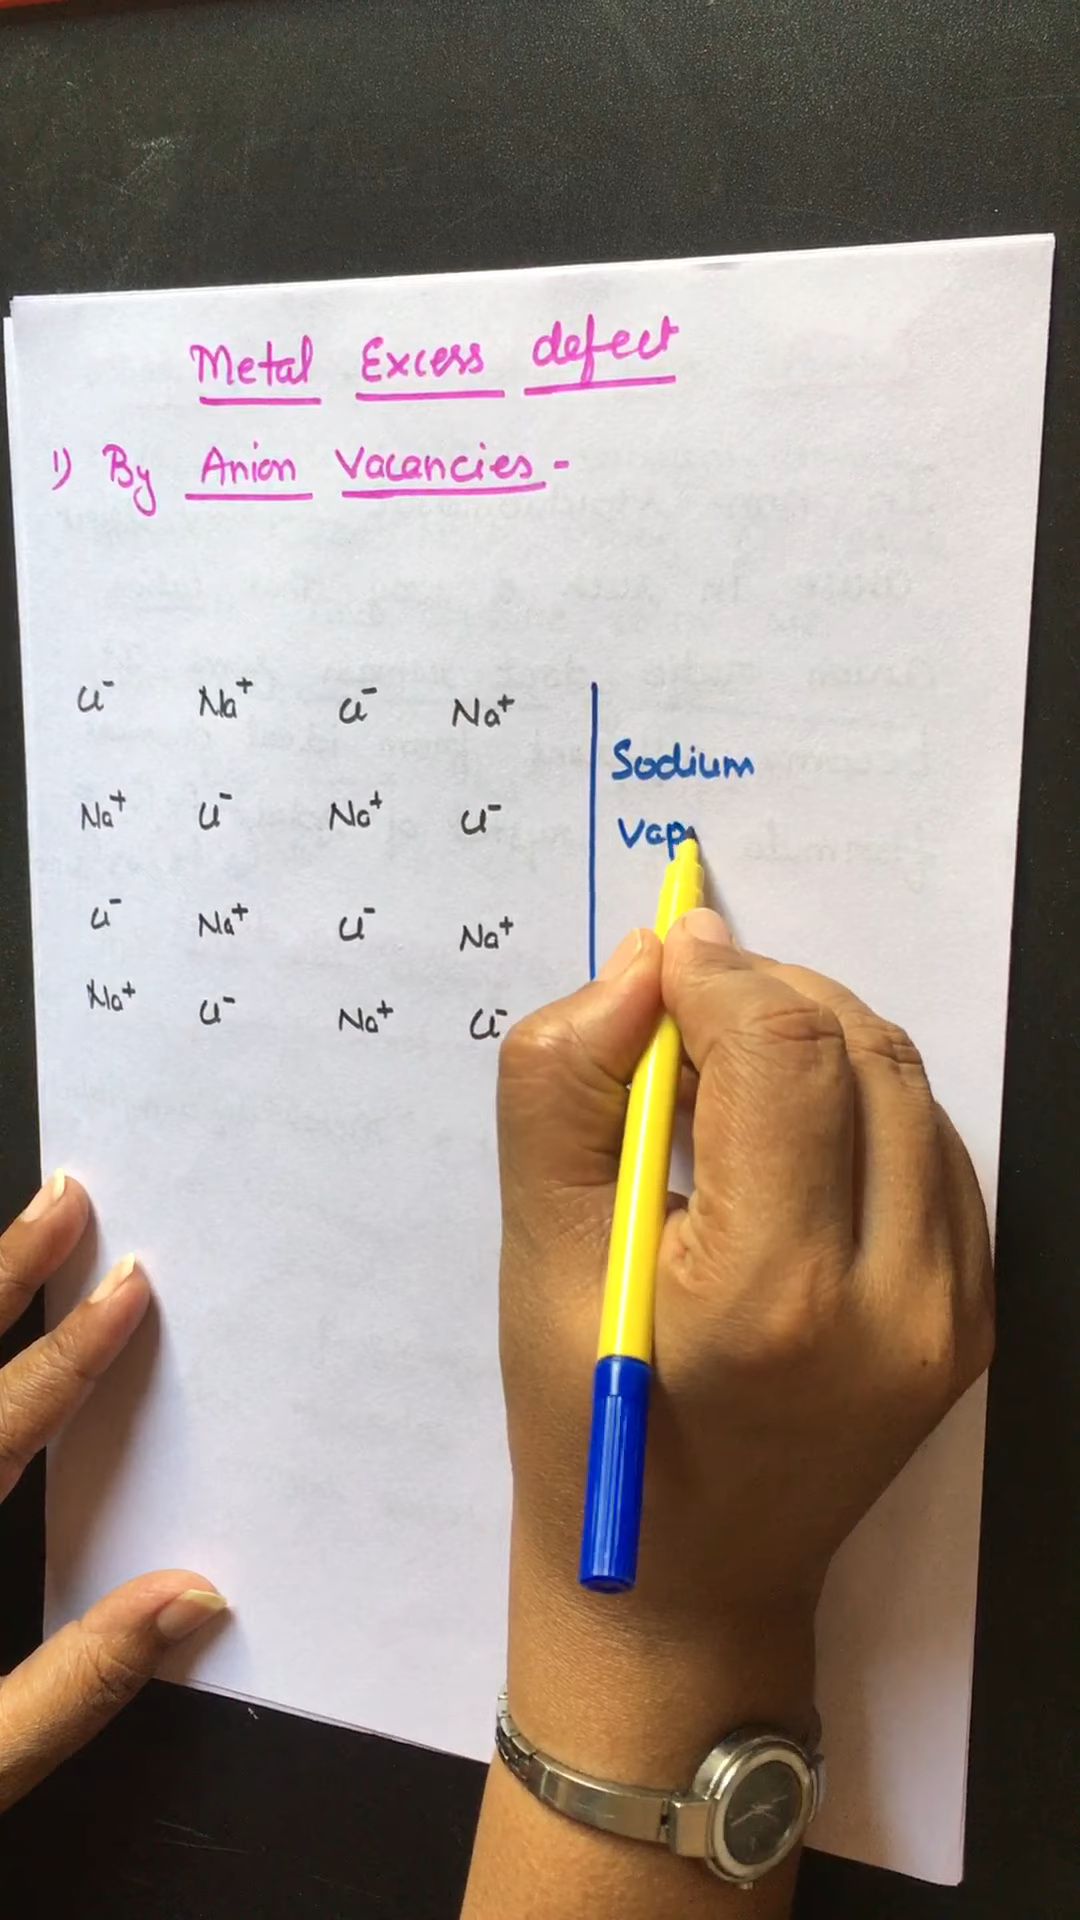 Metal Excess defect
1) By Anion Vacancies -
Cl⁻ Na⁺ Cl⁻ Na⁺
Na⁺ Cl⁻ Na⁺ Cl⁻
Cl⁻ Na⁺ Cl⁻ Na⁺
Na⁺ Cl⁻ Na⁺ Cl⁻
Sodium
Vap